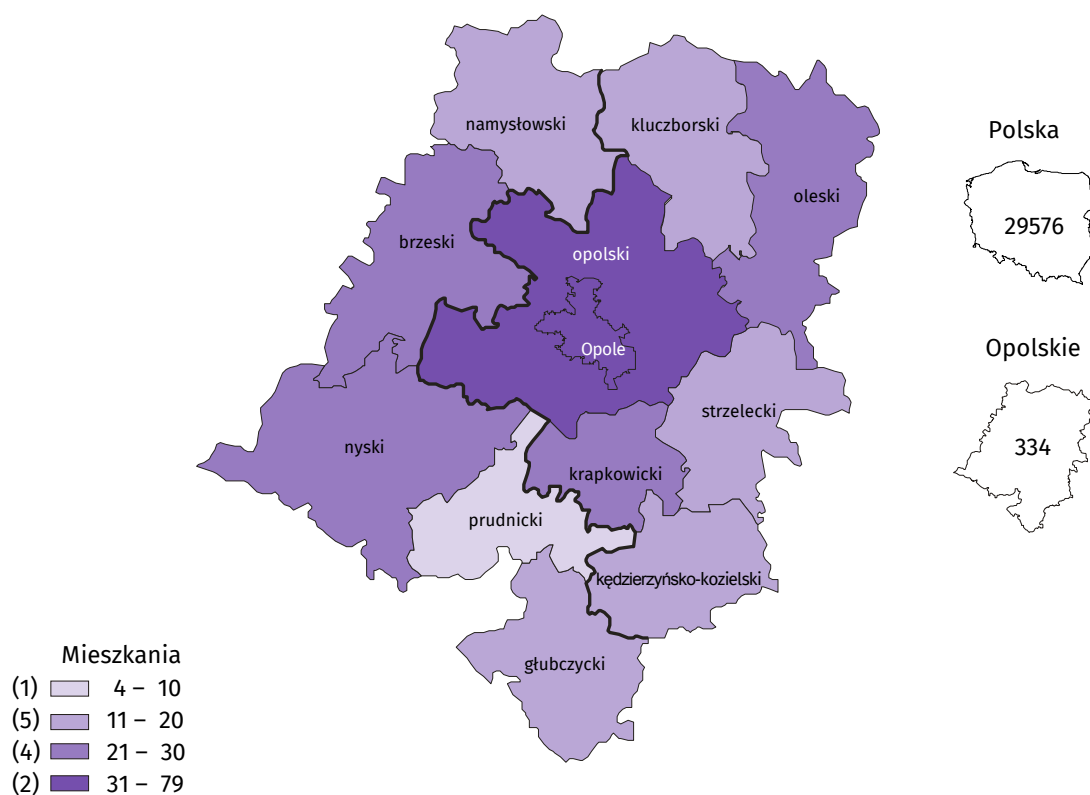 namysłowski
kluczborski
oleski
brzeski
opolski
Opole
strzelecki
nyski
krapkowicki
prudnicki
kędzierzyńsko-kozielski
głubczycki
Polska
29576
Opolskie
334
Mieszkania
(1) 4 – 10
(5) 11 – 20
(4) 21 – 30
(2) 31 – 79